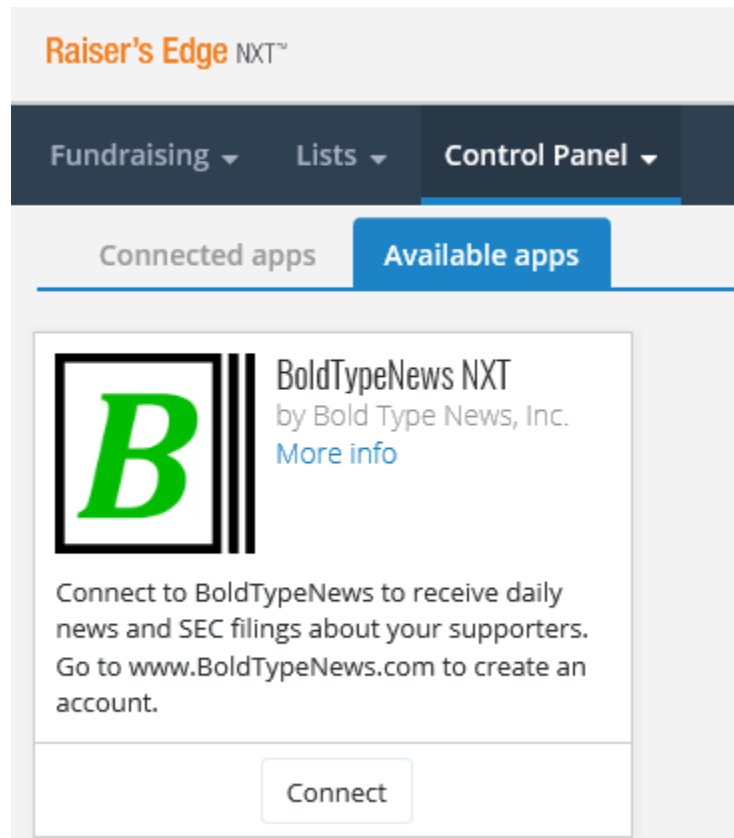 Raiser's Edge NXT™
Fundraising Lists Control Panel
Connected apps Available apps
B
BoldTypeNews NXT
by Bold Type News, Inc.
More info
Connect to BoldTypeNews to receive daily
news and SEC filings about your supporters.
Go to www.BoldTypeNews.com to create an
account.
Connect